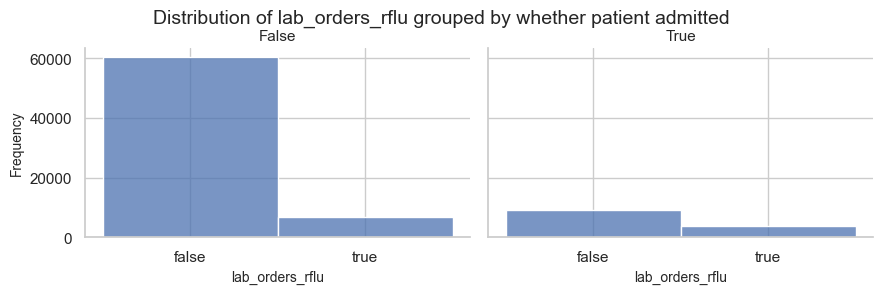 Distribution of lab_orders_rflu grouped by whether patient admitted
False
True
Frequency
60000
40000
20000
0
false
true
false
true
lab_orders_rflu
lab_orders_rflu